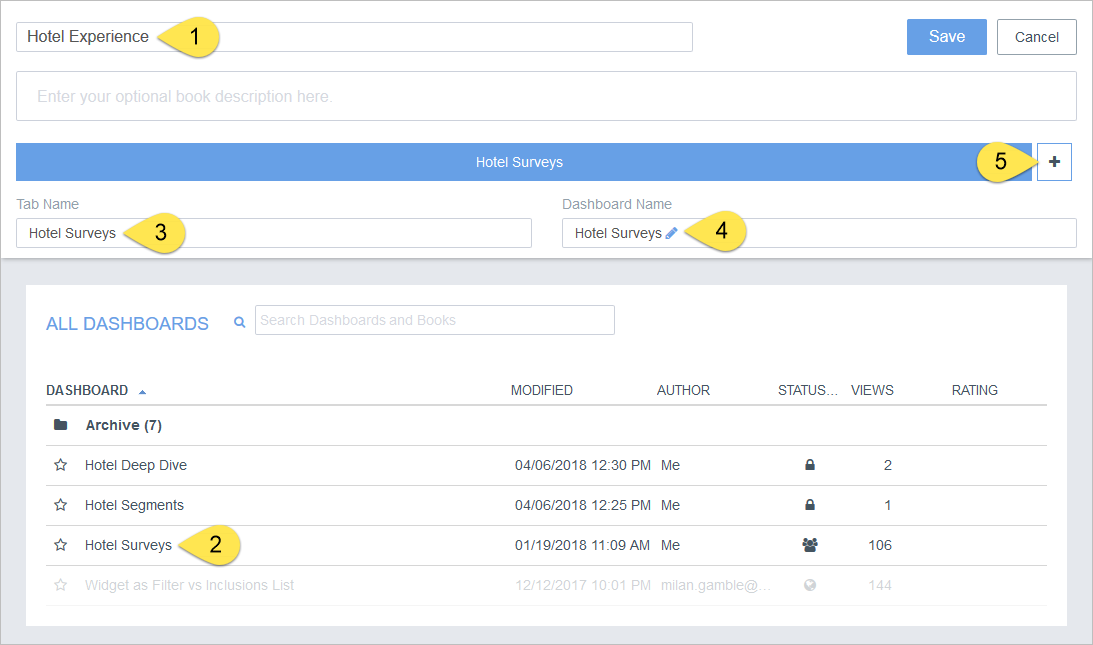 Hotel Experience 1 Save Cancel
Enter your optional book description here.
Hotel Surveys 5 +
Tab Name Dashboard Name
Hotel Surveys 3 Hotel Surveys 4
ALL DASHBOARDS Search Dashboards and Books
DASHBOARD MODIFIED AUTHOR STATUS... VIEWS RATING
Archive (7)
Hotel Deep Dive 04/06/2018 12:30 PM Me 2
Hotel Segments 04/06/2018 12:25 PM Me 1
Hotel Surveys 2 01/19/2018 11:09 AM Me 106
Widget as Filter vs Inclusions List 12/12/2017 10:01 PM milan.gamble@... 144